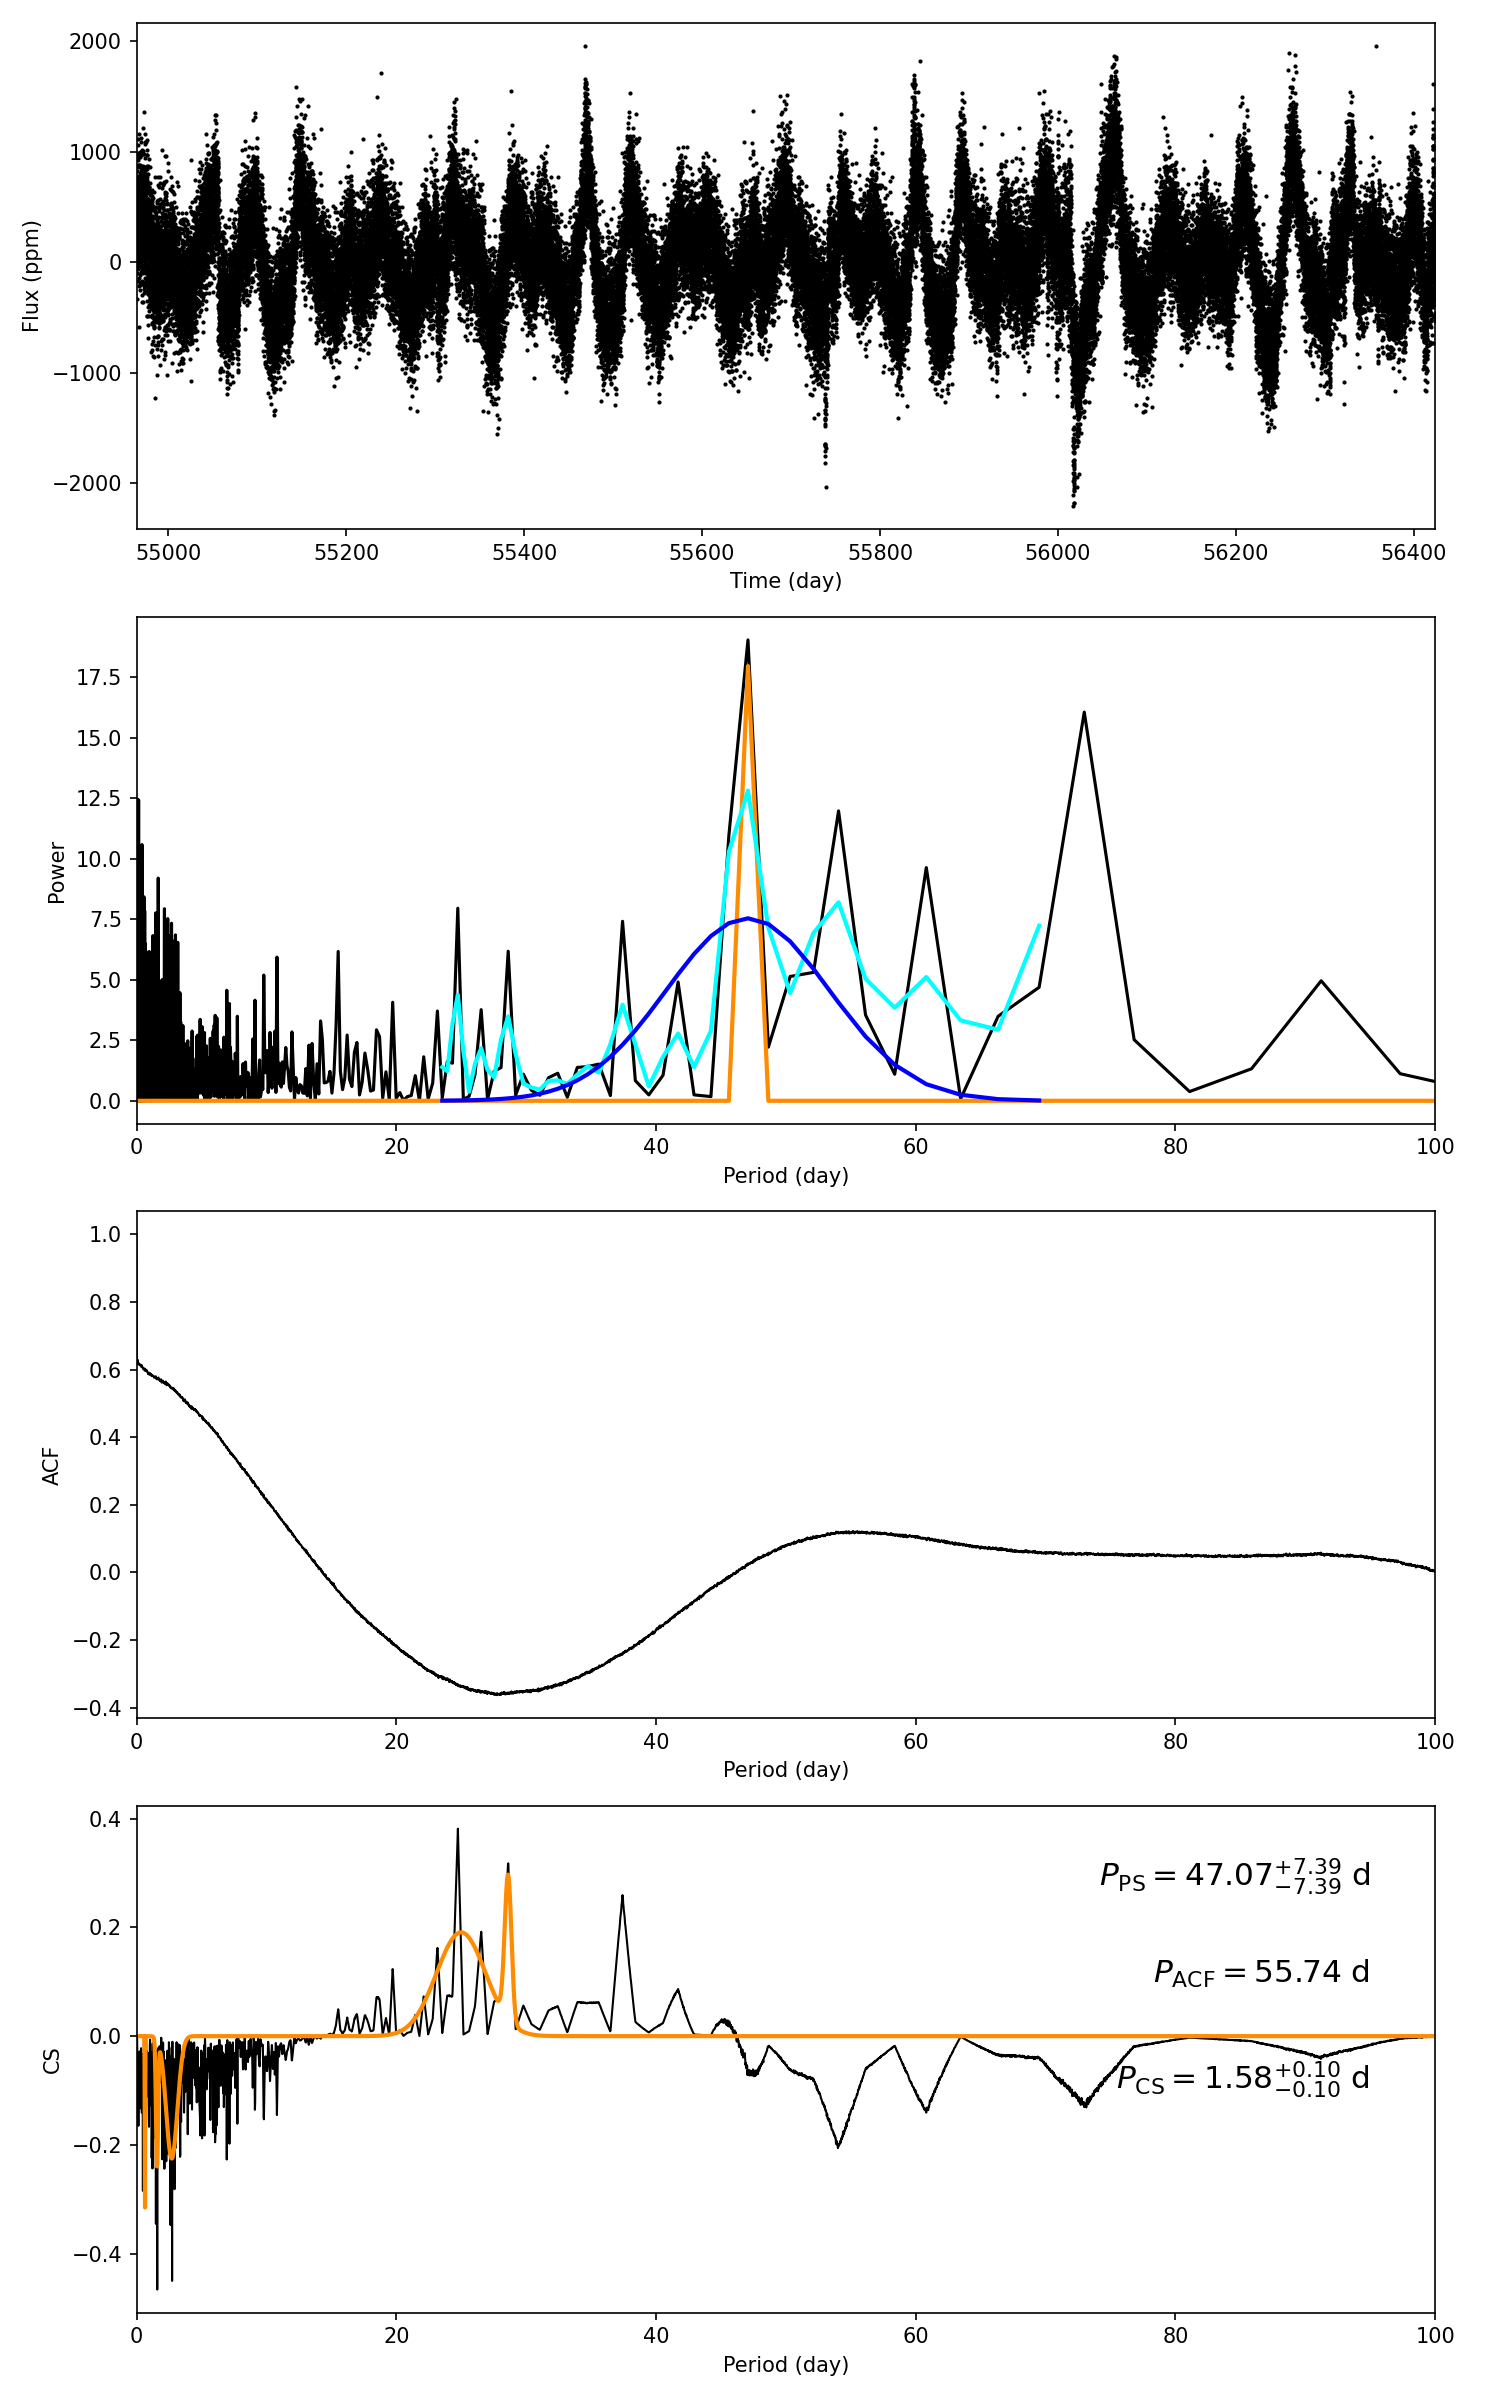 2000
1000
0
−1000
−2000
Flux (ppm)
55000 55200 55400 55600 55800 56000 56200 56400
Time (day)
17.5
15.0
12.5
10.0
7.5
5.0
2.5
0.0
Power
0 20 40 60 80 100
Period (day)
1.0
0.8
0.6
0.4
0.2
0.0
−0.2
−0.4
ACF
0 20 40 60 80 100
Period (day)
0.4
0.2
0.0
−0.2
−0.4
CS
P_PS = 47.07 +7.39 −7.39 d
P_ACF = 55.74 d
P_CS = 1.58 +0.10 −0.10 d
0 20 40 60 80 100
Period (day)